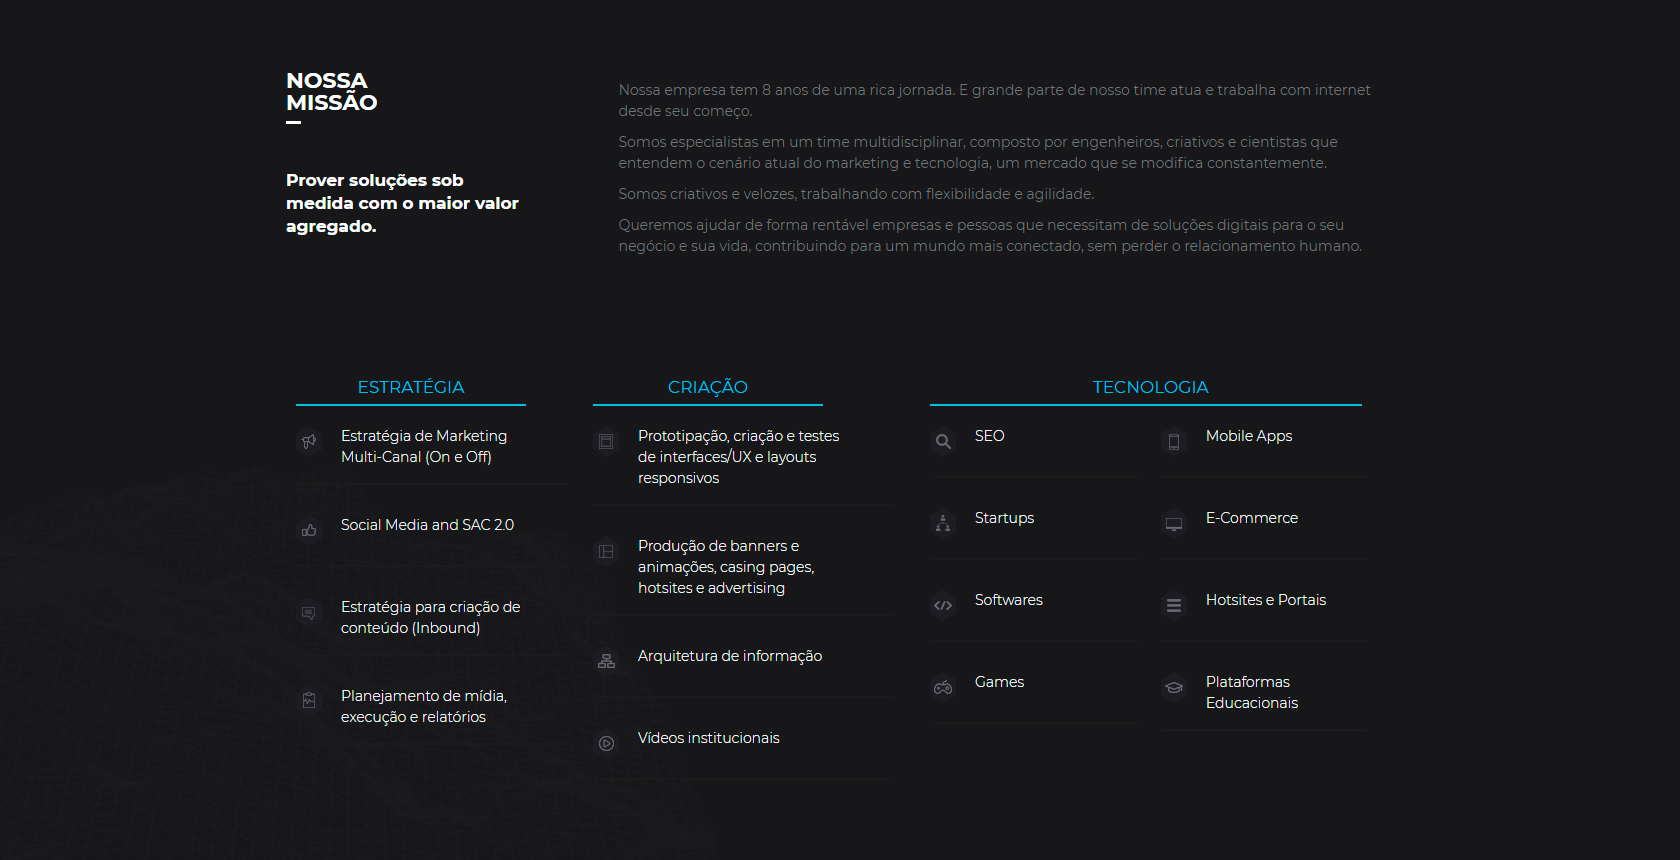 NOSSA
MISSÃO
Prover soluções sob
medida com o maior valor
agregado.
Nossa empresa tem 8 anos de uma rica jornada. E grande parte de nosso time atua e trabalha com internet
desde seu começo.
Somos especialistas em um time multidisciplinar, composto por engenheiros, criativos e cientistas que
entendem o cenário atual do marketing e tecnologia, um mercado que se modifica constantemente.
Somos criativos e velozes, trabalhando com flexibilidade e agilidade.
Queremos ajudar de forma rentável empresas e pessoas que necessitam de soluções digitais para o seu
negócio e sua vida, contribuindo para um mundo mais conectado, sem perder o relacionamento humano.
ESTRATÉGIA
Estratégia de Marketing
Multi-Canal (On e Off)
Social Media and SAC 2.0
Estratégia para criação de
conteúdo (Inbound)
Planejamento de mídia,
execução e relatórios
CRIAÇÃO
Prototipação, criação e testes
de interfaces/UX e layouts
responsivos
Produção de banners e
animações, casing pages,
hotsites e advertising
Arquitetura de informação
Vídeos institucionais
TECNOLOGIA
SEO
Startups
Softwares
Games
Mobile Apps
E-Commerce
Hotsites e Portais
Plataformas
Educacionais